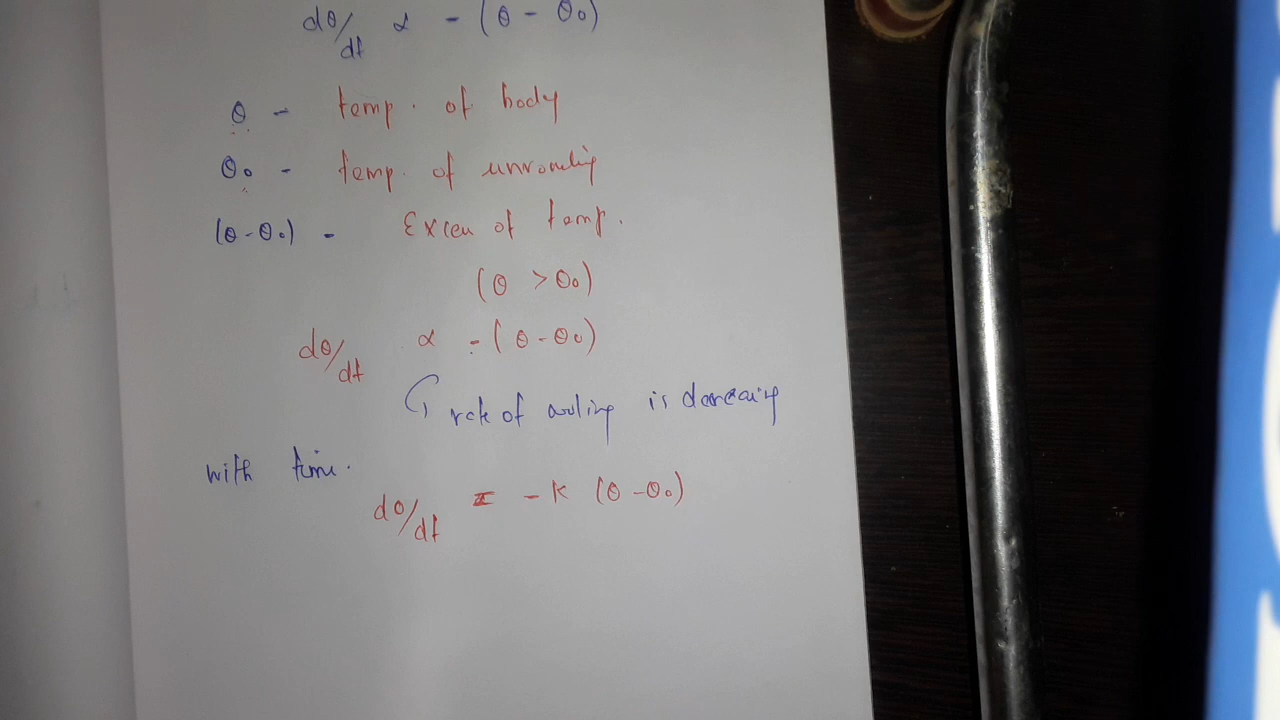 dθ/dt α - (θ - θ₀)
θ - temp. of body
θ₀ - temp. of
(θ-θ₀) - Excess of temp.
(θ > θ₀)
dθ/dt α -(θ-θ₀)
rate of cooling is decreasing
with time.
dθ/dt = -K (θ-θ₀)